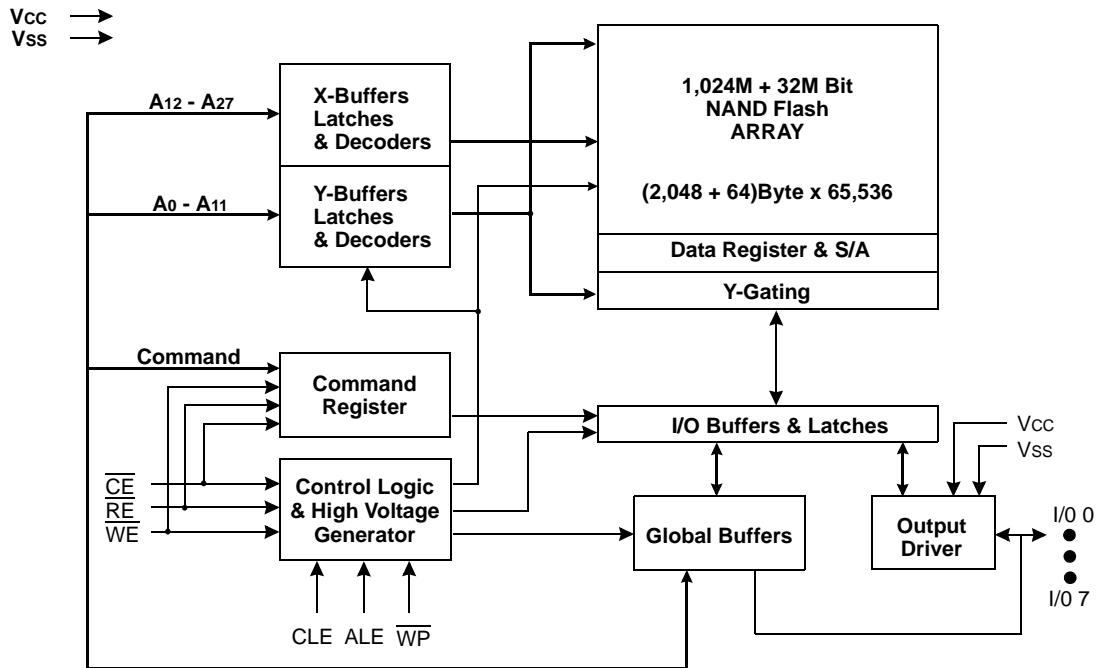 VCC
VSS
A12 - A27
X-Buffers
Latches
& Decoders
A0 - A11
Y-Buffers
Latches
& Decoders
1,024M + 32M Bit
NAND Flash
ARRAY
(2,048 + 64)Byte x 65,536
Data Register & S/A
Y-Gating
Command
Command
Register
I/O Buffers & Latches
VCC
VSS
CE
RE
WE
Control Logic
& High Voltage
Generator
Global Buffers
Output
Driver
I/0 0
I/0 7
CLE
ALE
WP